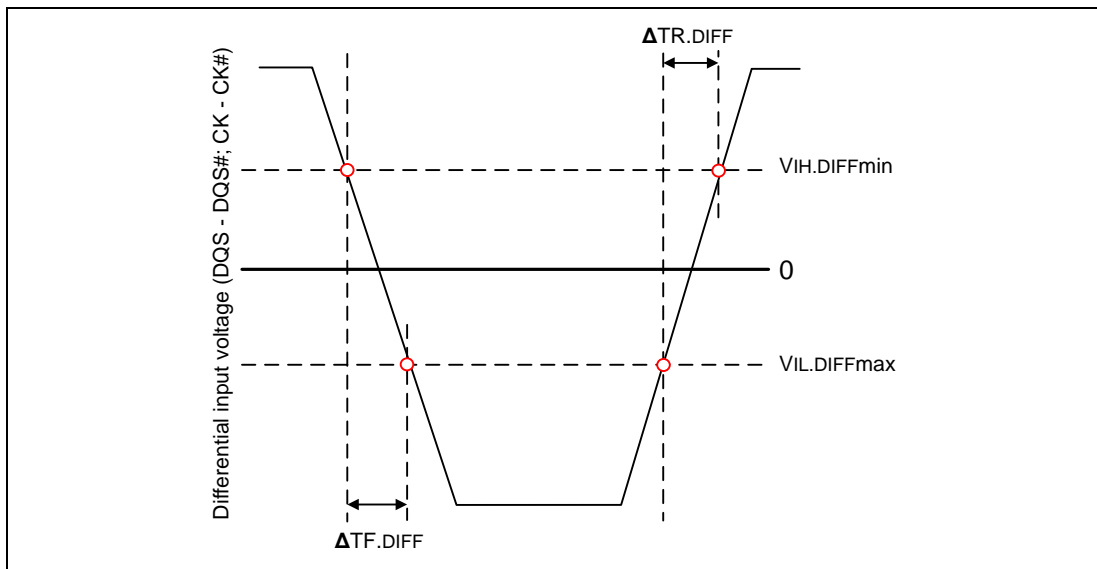 ΔTR.DIFF
Differential input voltage (DQS - DQS#; CK - CK#)
VIH.DIFFmin
0
VIL.DIFFmax
ΔTF.DIFF